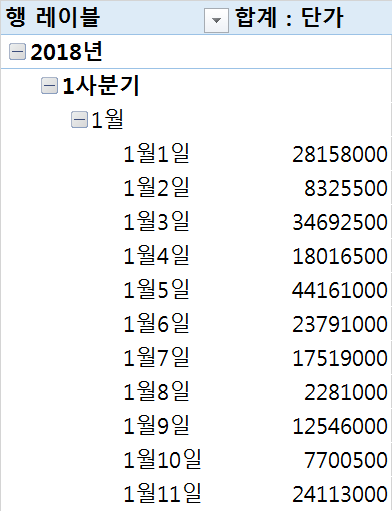 행 레이블 합계 : 단가
2018년
1사분기
1월
1월1일 28158000
1월2일 8325500
1월3일 34692500
1월4일 18016500
1월5일 44161000
1월6일 23791000
1월7일 17519000
1월8일 2281000
1월9일 12546000
1월10일 7700500
1월11일 24113000